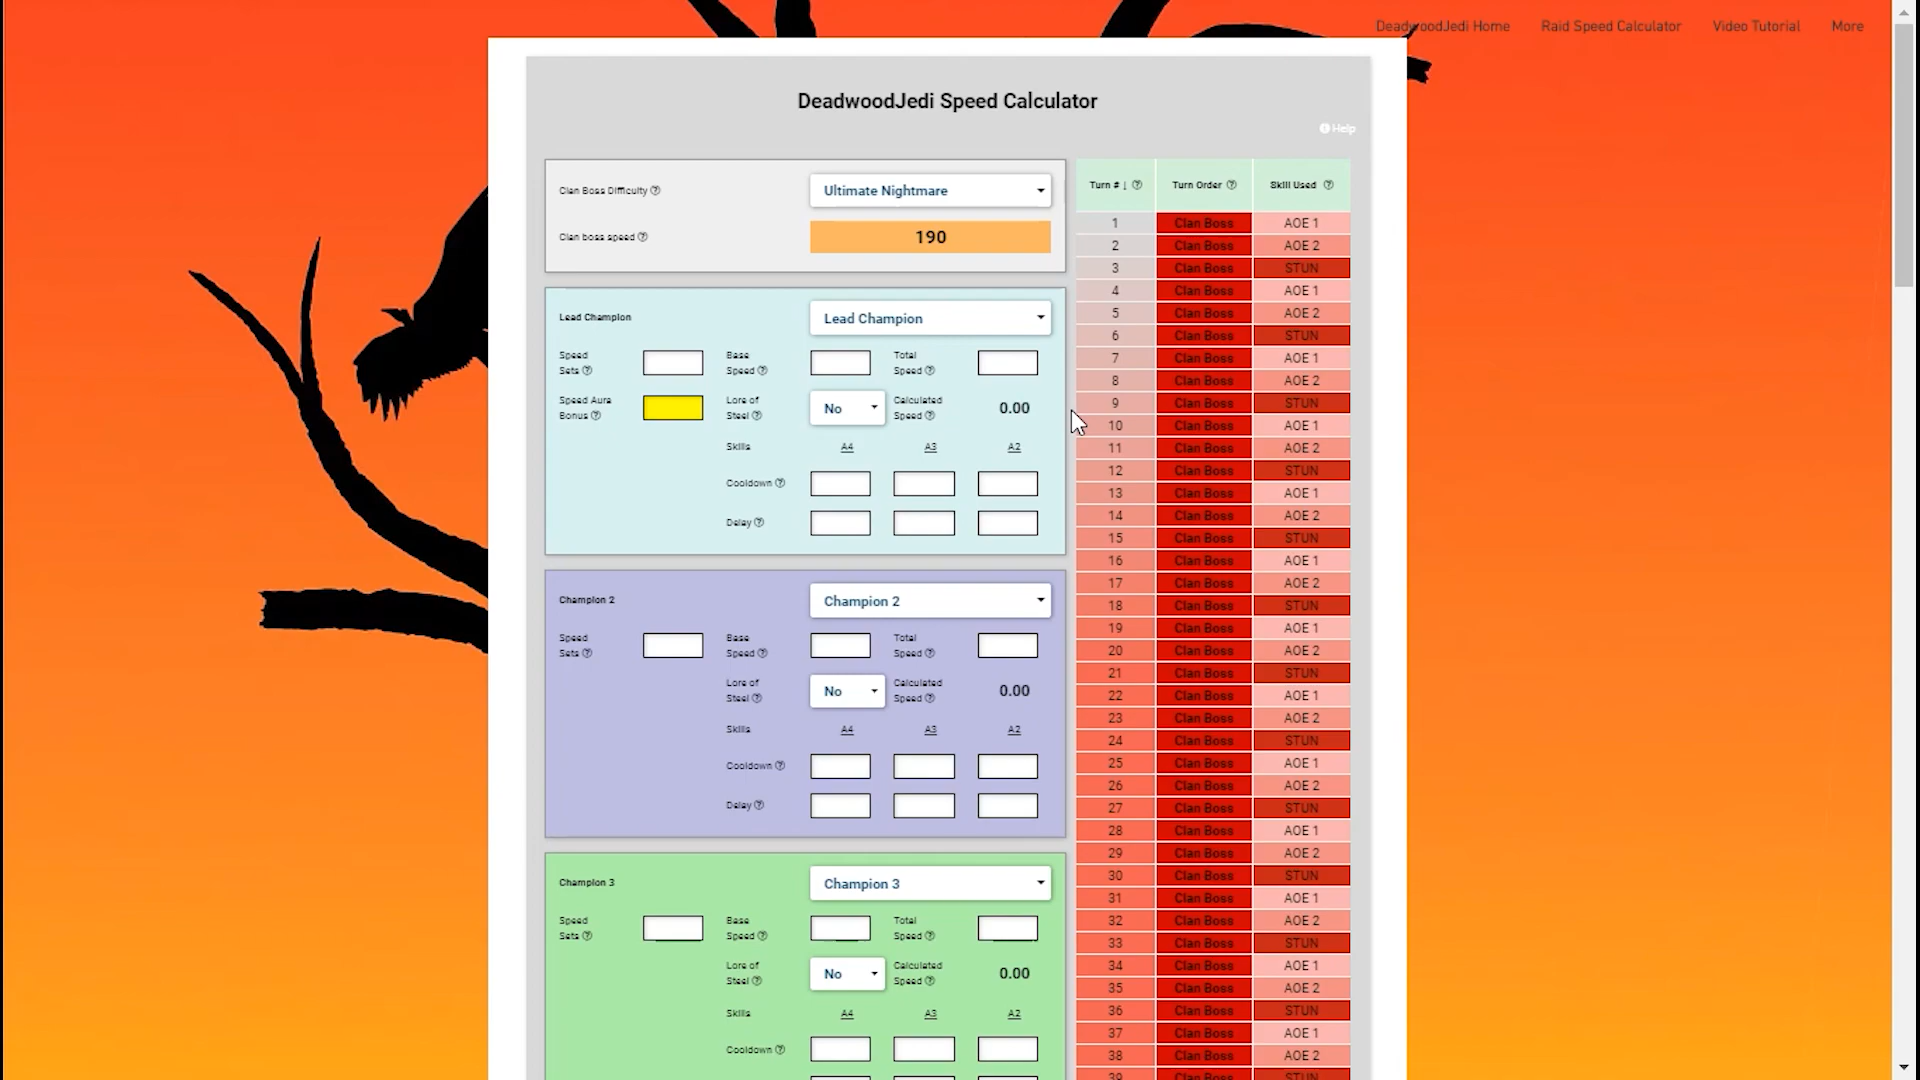 DeadwoodJedi Home Raid Speed Calculator Video Tutorial More
DeadwoodJedi Speed Calculator
Help
Clan Boss Difficulty Ultimate Nightmare
Clan boss speed 190
Lead Champion Lead Champion
Speed Sets Base Speed Total Speed
Speed Aura Bonus Lore of Steel No Calculated Speed 0.00
Skills A4 A3 A2
Cooldown
Delay
Champion 2 Champion 2
Speed Sets Base Speed Total Speed
Lore of Steel No Calculated Speed 0.00
Skills A4 A3 A2
Cooldown
Delay
Champion 3 Champion 3
Speed Sets Base Speed Total Speed
Lore of Steel No Calculated Speed 0.00
Skills A4 A3 A2
Cooldown
Turn # ↓ Turn Order Skill Used
1 Clan Boss AOE 1
2 Clan Boss AOE 2
3 Clan Boss STUN
4 Clan Boss AOE 1
5 Clan Boss AOE 2
6 Clan Boss STUN
7 Clan Boss AOE 1
8 Clan Boss AOE 2
9 Clan Boss STUN
10 Clan Boss AOE 1
11 Clan Boss AOE 2
12 Clan Boss STUN
13 Clan Boss AOE 1
14 Clan Boss AOE 2
15 Clan Boss STUN
16 Clan Boss AOE 1
17 Clan Boss AOE 2
18 Clan Boss STUN
19 Clan Boss AOE 1
20 Clan Boss AOE 2
21 Clan Boss STUN
22 Clan Boss AOE 1
23 Clan Boss AOE 2
24 Clan Boss STUN
25 Clan Boss AOE 1
26 Clan Boss AOE 2
27 Clan Boss STUN
28 Clan Boss AOE 1
29 Clan Boss AOE 2
30 Clan Boss STUN
31 Clan Boss AOE 1
32 Clan Boss AOE 2
33 Clan Boss STUN
34 Clan Boss AOE 1
35 Clan Boss AOE 2
36 Clan Boss STUN
37 Clan Boss AOE 1
38 Clan Boss AOE 2
39 Clan Boss STUN